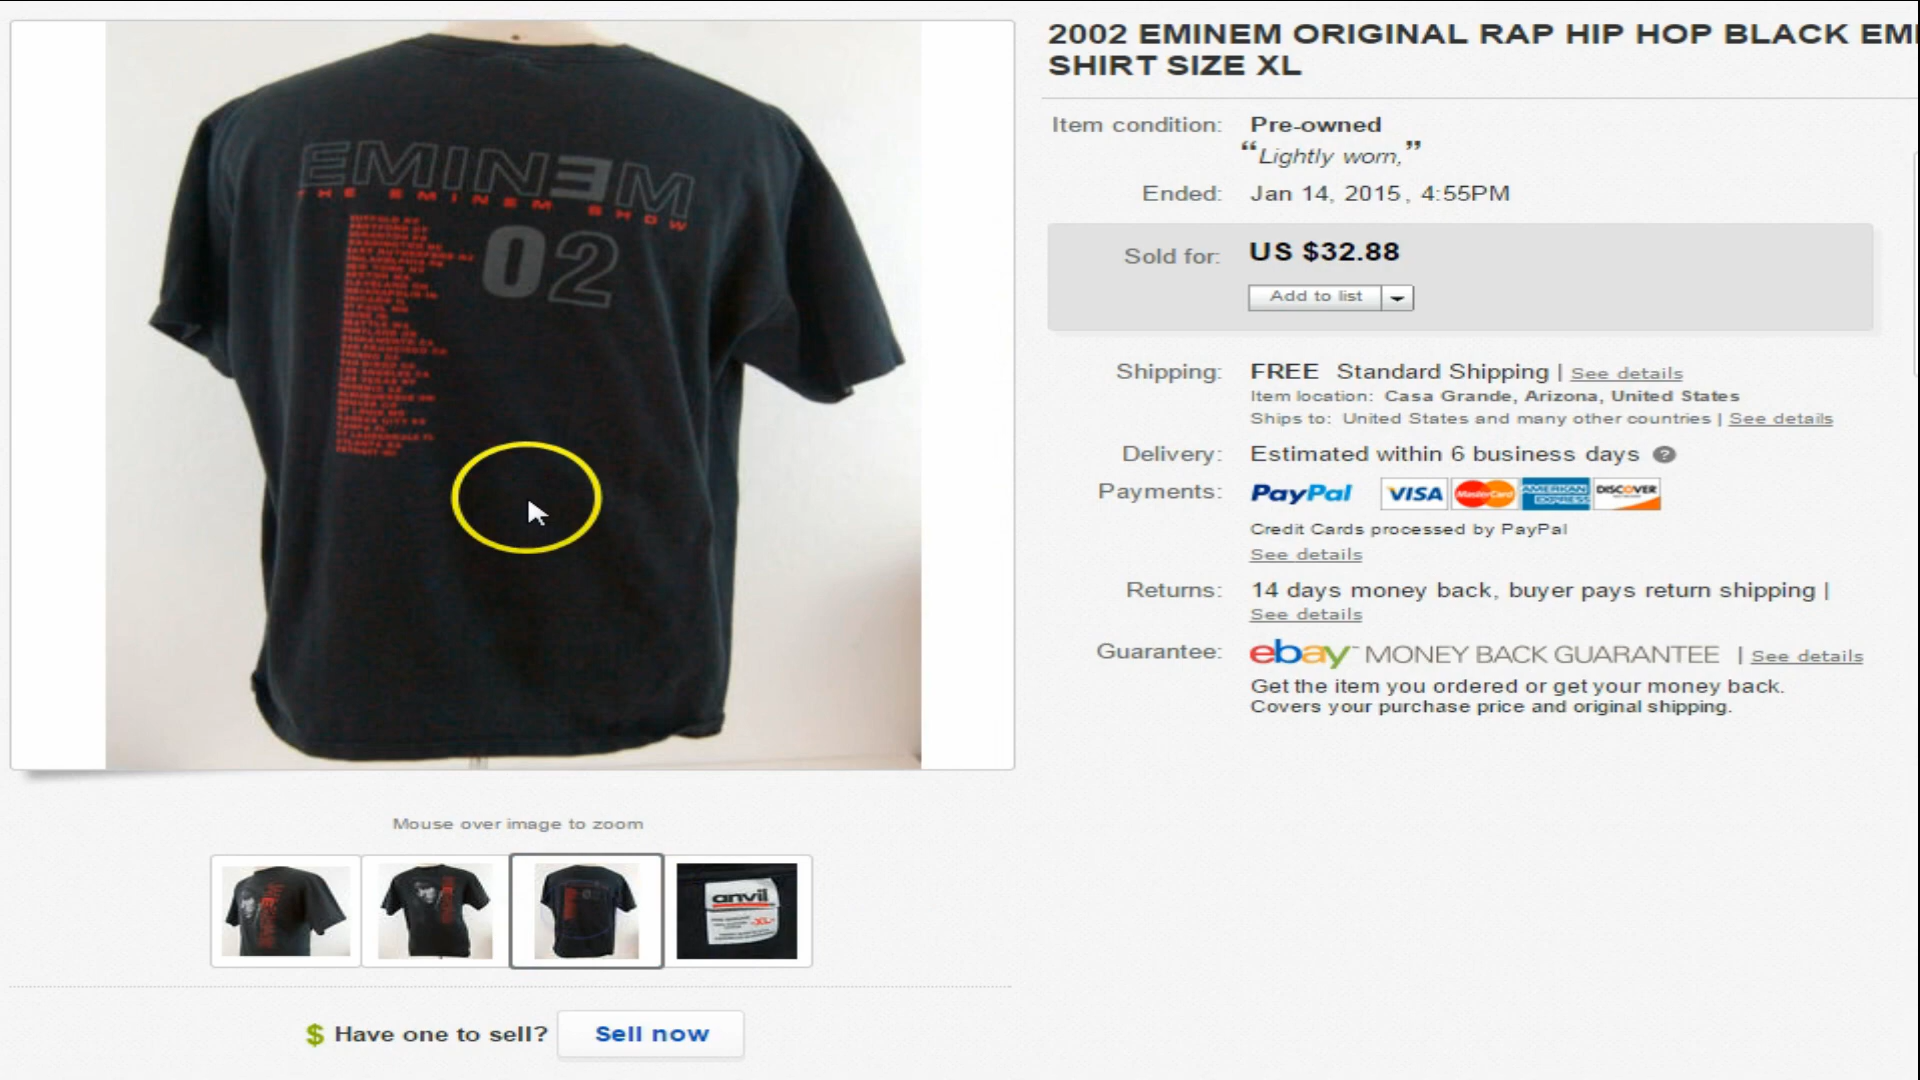 EMINEM
THE EMINEM SHOW
02
2002 EMINEM ORIGINAL RAP HIP HOP BLACK EMI
SHIRT SIZE XL
Item condition: Pre-owned
“Lightly worn,”
Ended: Jan 14, 2015, 4:55PM
Sold for: US $32.88
Add to list
Shipping: FREE Standard Shipping | See details
Item location: Casa Grande, Arizona, United States
Ships to: United States and many other countries | See details
Delivery: Estimated within 6 business days ?
Payments: PayPal VISA MasterCard AMERICAN EXPRESS DISCOVER
Credit Cards processed by PayPal
See details
Returns: 14 days money back, buyer pays return shipping |
See details
Guarantee: ebay™ MONEY BACK GUARANTEE | See details
Get the item you ordered or get your money back.
Covers your purchase price and original shipping.
Mouse over image to zoom
anvil
XL
$ Have one to sell? Sell now